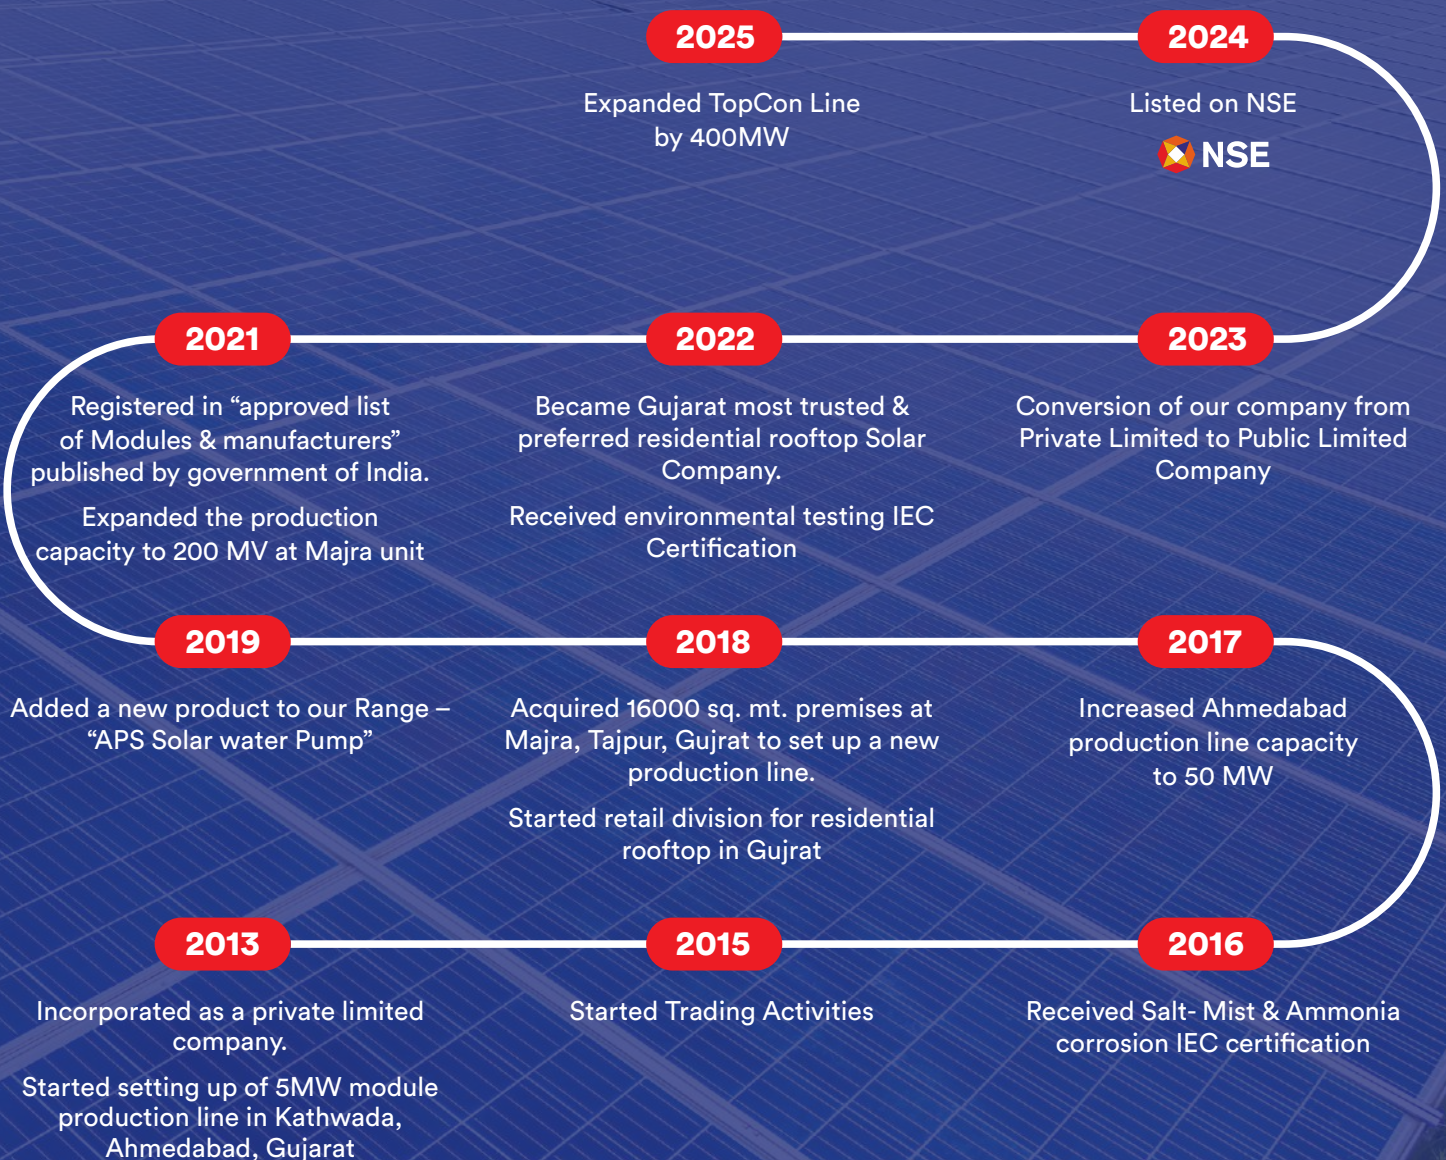 2025
Expanded TopCon Line
by 400MW
2024
Listed on NSE
NSE
2021
Registered in “approved list
of Modules & manufacturers”
published by government of India.
Expanded the production
capacity to 200 MV at Majra unit
2022
Became Gujarat most trusted &
preferred residential rooftop Solar
Company.
Received environmental testing IEC
Certification
2023
Conversion of our company from
Private Limited to Public Limited
Company
2019
Added a new product to our Range –
“APS Solar water Pump”
2018
Acquired 16000 sq. mt. premises at
Majra, Tajpur, Gujrat to set up a new
production line.
Started retail division for residential
rooftop in Gujrat
2017
Increased Ahmedabad
production line capacity
to 50 MW
2013
Incorporated as a private limited
company.
Started setting up of 5MW module
production line in Kathwada,
Ahmedabad, Gujarat
2015
Started Trading Activities
2016
Received Salt- Mist & Ammonia
corrosion IEC certification